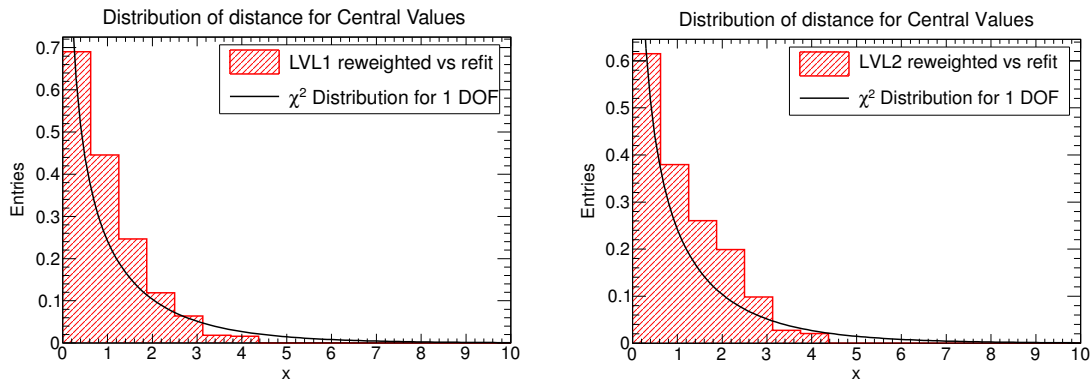 Distribution of distance for Central Values
LVL1 reweighted vs refit
χ² Distribution for 1 DOF
Entries
0.7
0.6
0.5
0.4
0.3
0.2
0.1
0
0 1 2 3 4 5 6 7 8 9 10
x
Distribution of distance for Central Values
LVL2 reweighted vs refit
χ² Distribution for 1 DOF
Entries
0.6
0.5
0.4
0.3
0.2
0.1
0
0 1 2 3 4 5 6 7 8 9 10
x